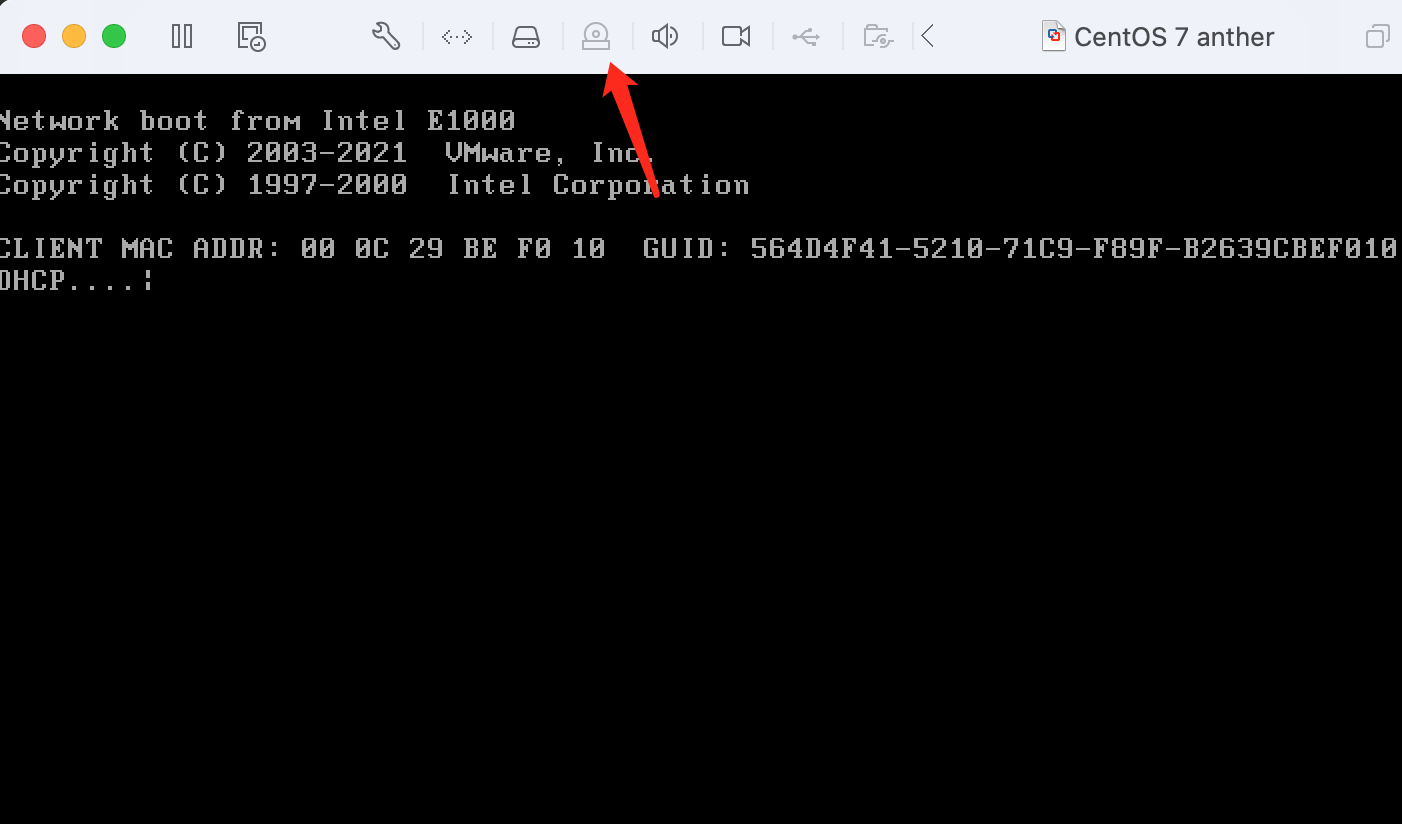 CentOS 7 anther
Network boot from Intel E1000
Copyright (C) 2003-2021 VMware, Inc.
Copyright (C) 1997-2000 Intel Corporation
CLIENT MAC ADDR: 00 0C 29 BE F0 10 GUID: 564D4F41-5210-71C9-F89F-B2639CBEF010
DHCP....¦